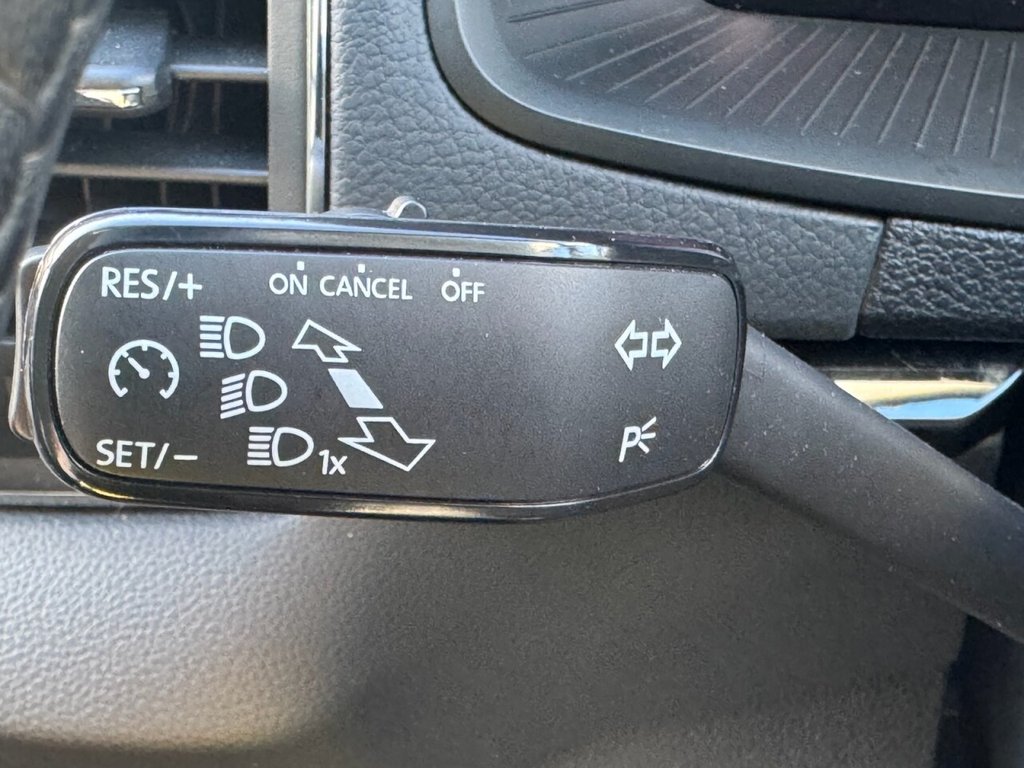 RES/+ ON CANCEL OFF
SET/−
1x
P